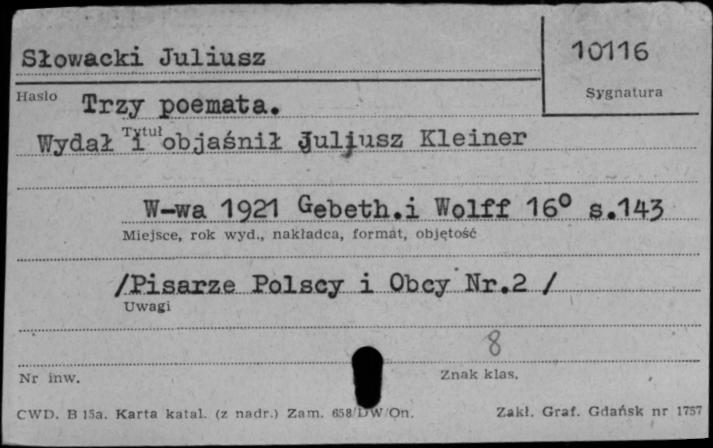 Słowacki Juliusz
10116
Hasło
Sygnatura
Trzy poemata.
Tytuł
Wydał i objaśnił Juljusz Kleiner
W-wa 1921 Gebeth.i Wolff 16° s.143
Miejsce, rok wyd., nakładca, format, objętość
/Pisarze Polscy i Obcy Nr.2 /
Uwagi
8
Nr inw.
Znak klas.
CWD. B 15a. Karta katal. (z nadr.) Zam. 658/DW/On.
Zakł. Graf. Gdańsk nr 1757